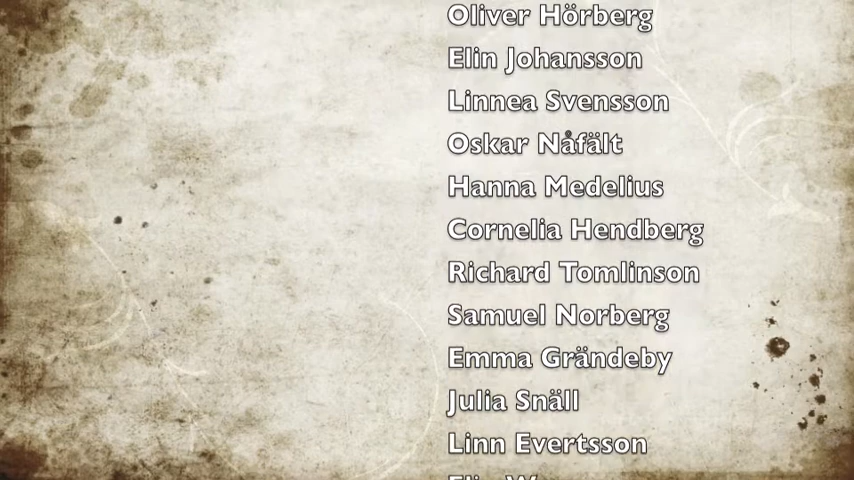 Oliver Hörberg
Elin Johansson
Linnea Svensson
Oskar Nåfält
Hanna Medelius
Cornelia Hendberg
Richard Tomlinson
Samuel Norberg
Emma Grändeby
Julia Snäll
Linn Evertsson